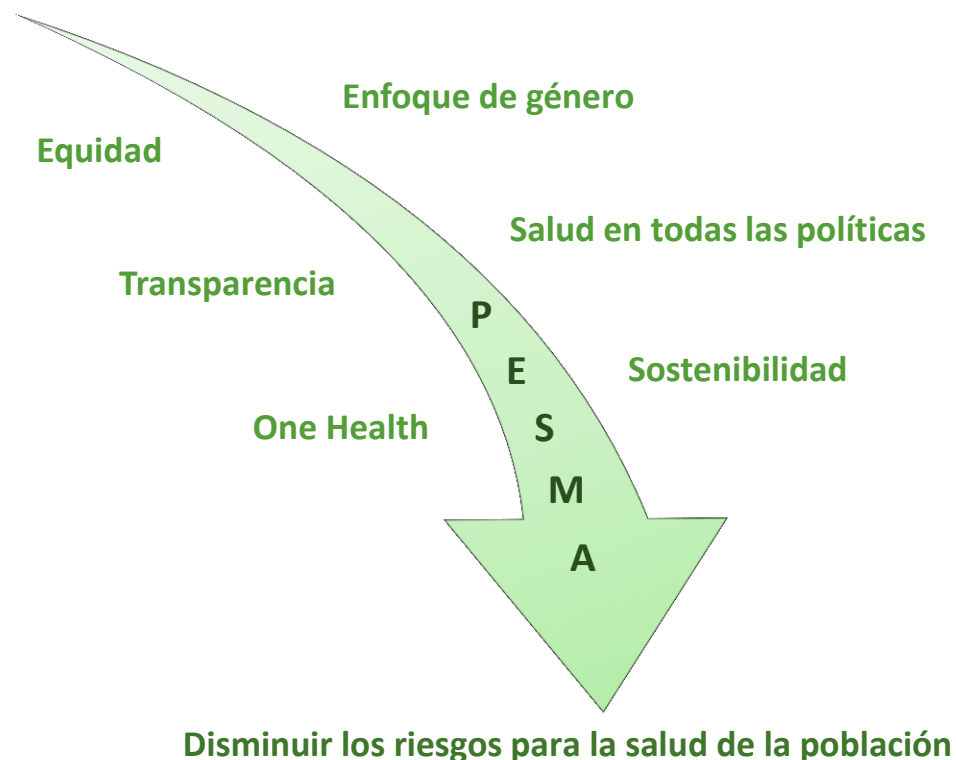 Enfoque de género
Equidad
Salud en todas las políticas
Transparencia
P
E
Sostenibilidad
One Health
S
M
A
Disminuir los riesgos para la salud de la población